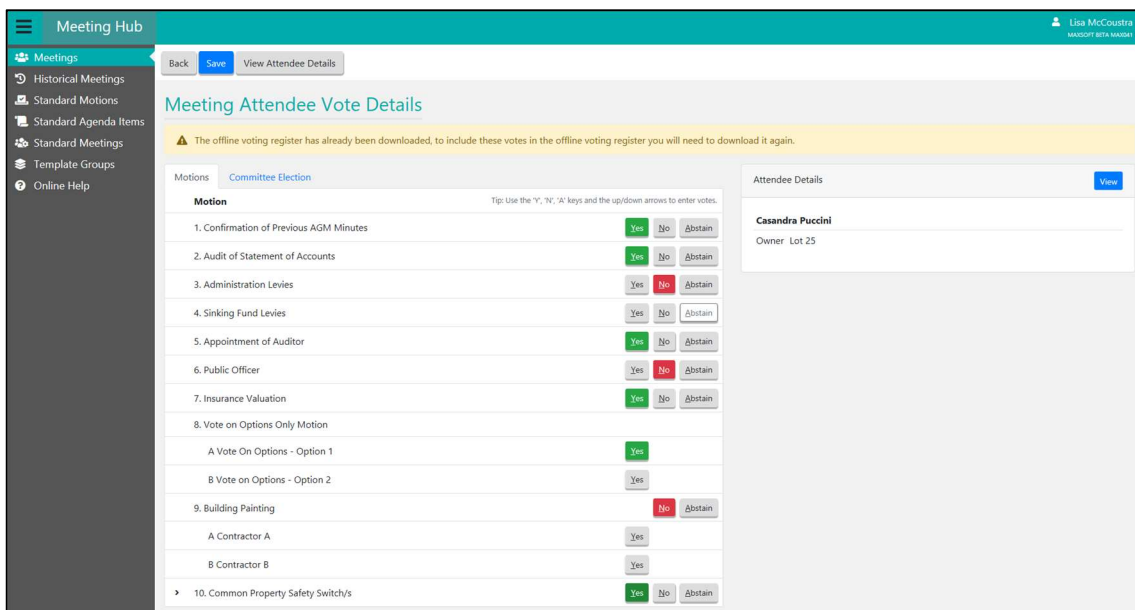 Meeting Hub
Lisa McCoustra
MAXSOFT BETA MAX041
Meetings
Historical Meetings
Standard Motions
Standard Agenda Items
Standard Meetings
Template Groups
Online Help
Back Save View Attendee Details
Meeting Attendee Vote Details
The offline voting register has already been downloaded, to include these votes in the offline voting register you will need to download it again.
Motions Committee Election
Motion Tip: Use the 'Y', 'N', 'A' keys and the up/down arrows to enter votes.
1. Confirmation of Previous AGM Minutes Yes No Abstain
2. Audit of Statement of Accounts Yes No Abstain
3. Administration Levies Yes No Abstain
4. Sinking Fund Levies Yes No Abstain
5. Appointment of Auditor Yes No Abstain
6. Public Officer Yes No Abstain
7. Insurance Valuation Yes No Abstain
8. Vote on Options Only Motion
A Vote On Options - Option 1 Yes
B Vote on Options - Option 2 Yes
9. Building Painting No Abstain
A Contractor A Yes
B Contractor B Yes
10. Common Property Safety Switch/s Yes No Abstain
Attendee Details View
Casandra Puccini
Owner Lot 25